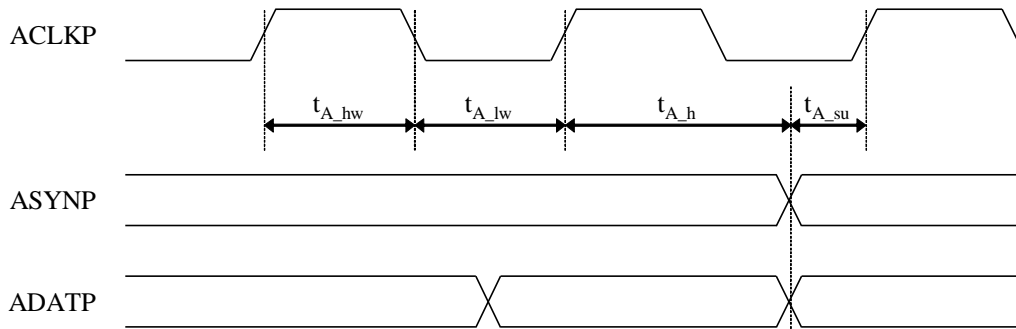 ACLKP
t_A_hw t_A_lw t_A_h t_A_su
ASYNP
ADATP